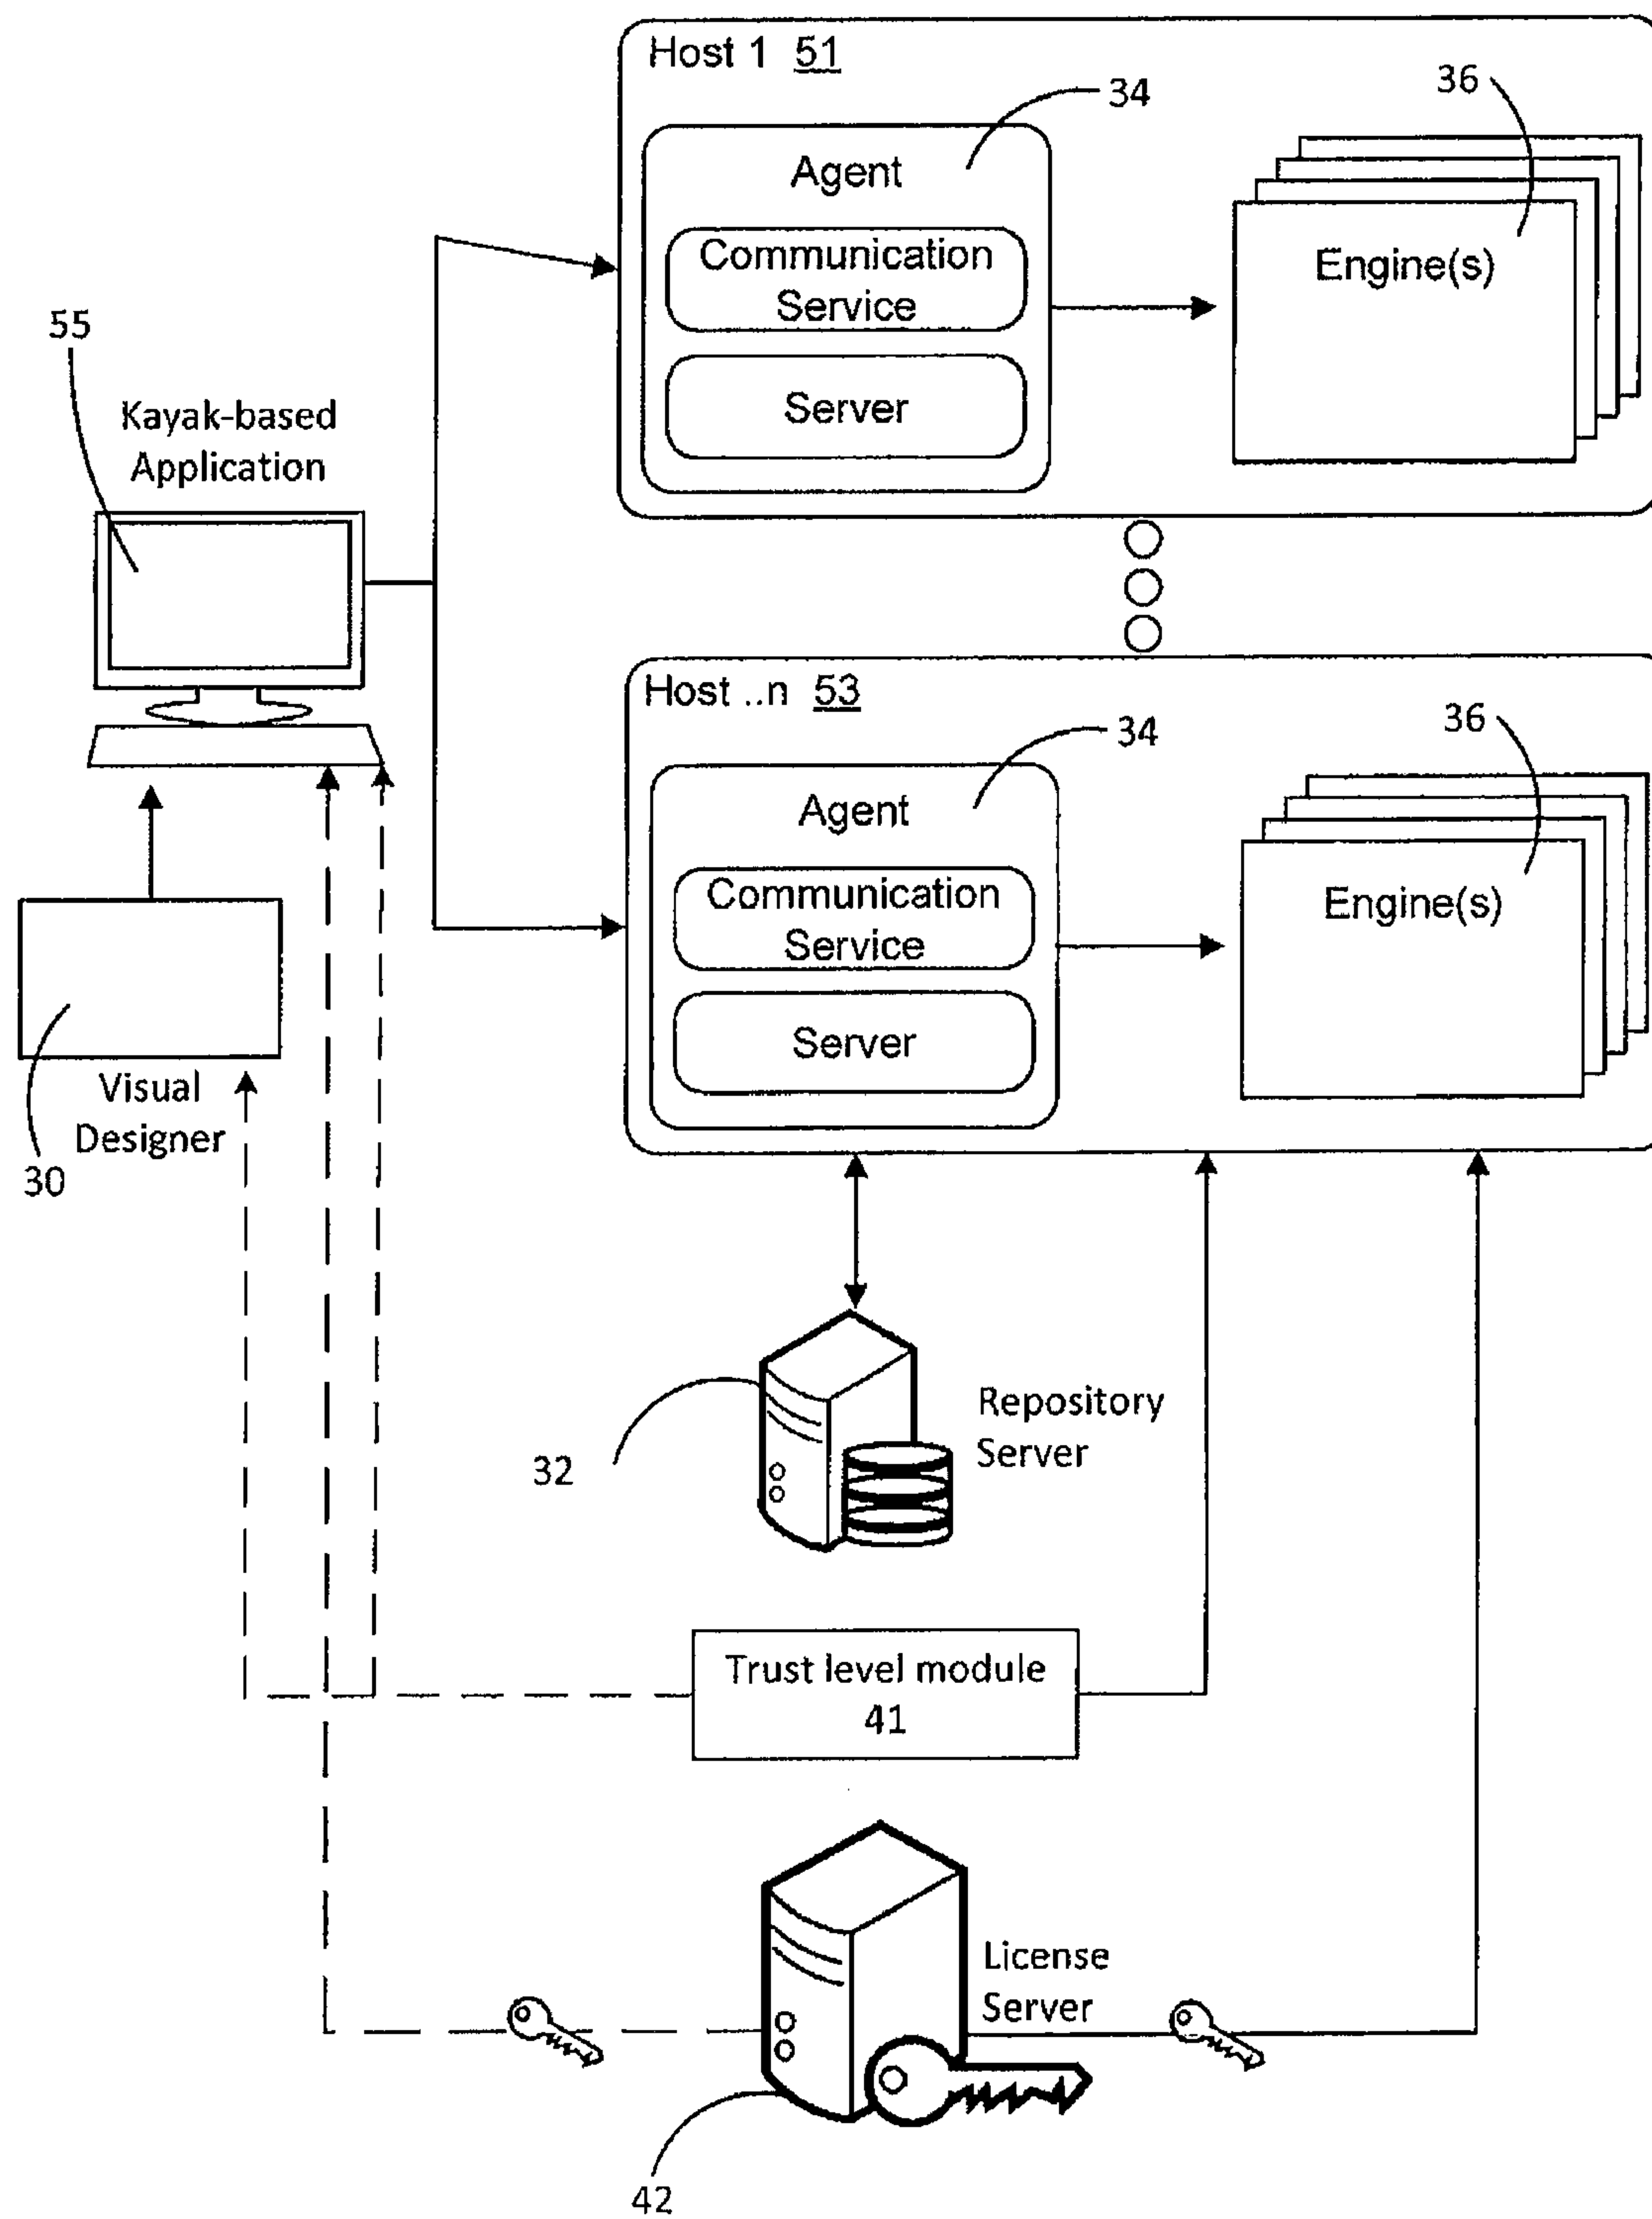 Host 1 51
34
36
Agent
Communication
Service
Engine(s)
Server
55
Kayak-based
Application
Host ..n 53
34
36
Agent
Communication
Service
Engine(s)
Server
Visual
Designer
30
Repository
Server
32
Trust level module
41
License
Server
42